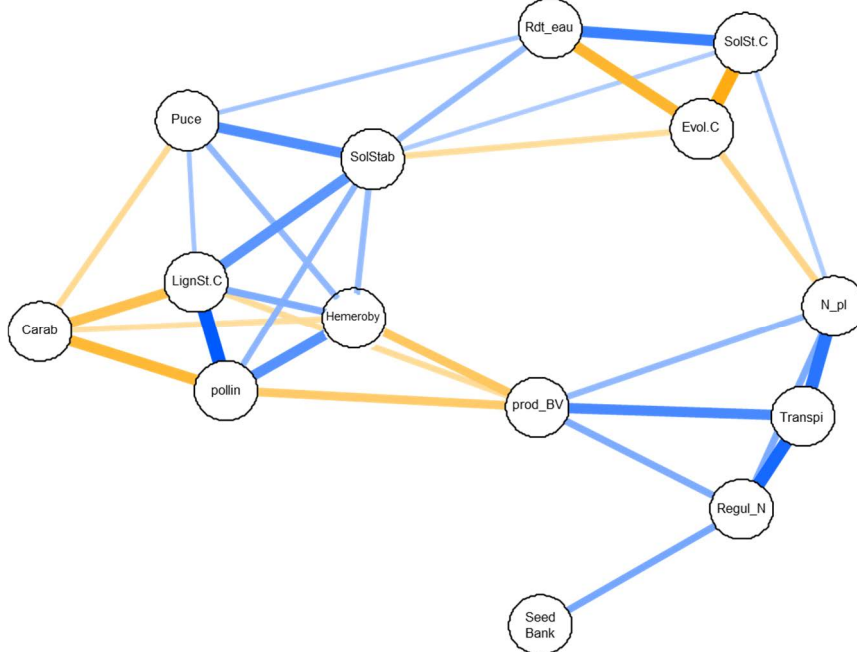 Rdt_eau
SolSt.C
Puce
Evol.C
SolStab
LignSt.C
Carab
Hemeroby
N_pl
pollin
prod_BV
Transpi
Regul_N
Seed
Bank